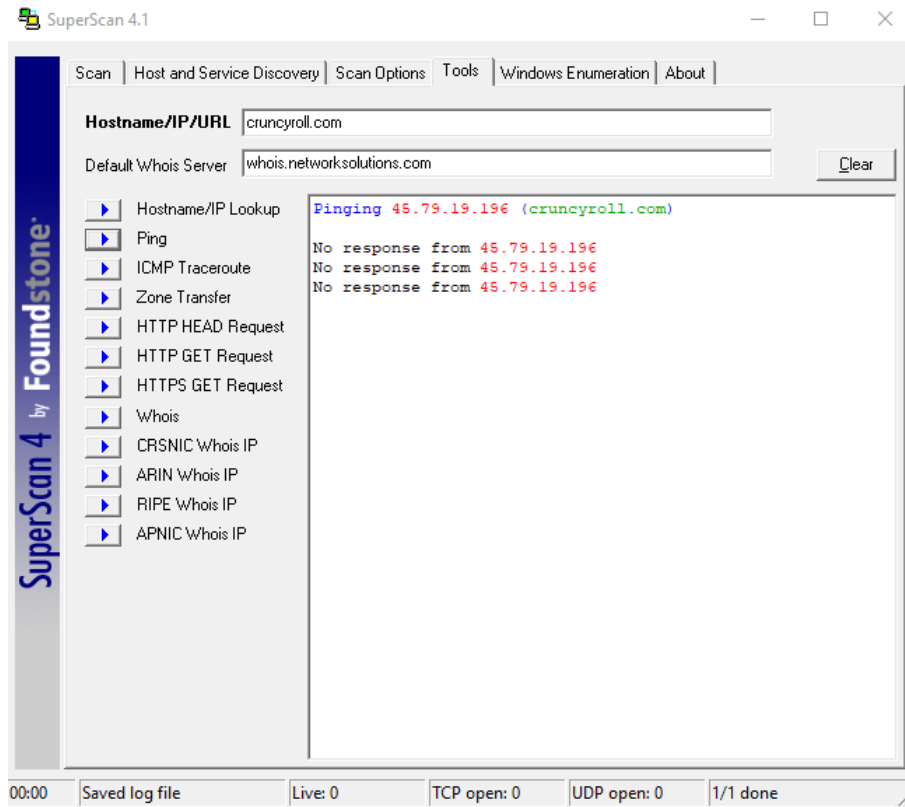 SuperScan 4.1
Scan Host and Service Discovery Scan Options Tools Windows Enumeration About
Hostname/IP/URL cruncyroll.com
Default Whois Server whois.networksolutions.com Clear
Hostname/IP Lookup
Ping
ICMP Traceroute
Zone Transfer
HTTP HEAD Request
HTTP GET Request
HTTPS GET Request
Whois
CRSNIC Whois IP
ARIN Whois IP
RIPE Whois IP
APNIC Whois IP
Pinging 45.79.19.196 (cruncyroll.com)
No response from 45.79.19.196
No response from 45.79.19.196
No response from 45.79.19.196
SuperScan 4 by Foundstone
00:00 Saved log file Live: 0 TCP open: 0 UDP open: 0 1/1 done